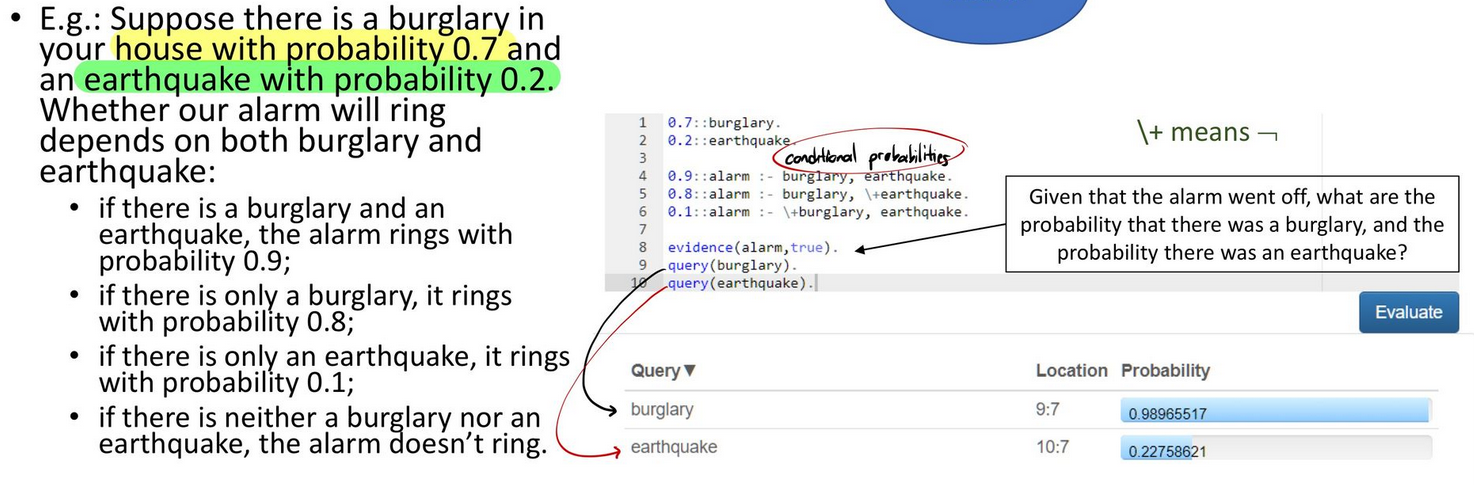 • E.g.: Suppose there is a burglary in
your house with probability 0.7 and
an earthquake with probability 0.2.
Whether our alarm will ring
depends on both burglary and
earthquake:
• if there is a burglary and an
earthquake, the alarm rings with
probability 0.9;
• if there is only a burglary, it rings
with probability 0.8;
• if there is only an earthquake, it rings
with probability 0.1;
• if there is neither a burglary nor an
earthquake, the alarm doesn't ring.
1 0.7::burglary.
2 0.2::earthquake.
3
conditional probabilities
4 0.9::alarm :- burglary, earthquake.
5 0.8::alarm :- burglary, \+earthquake.
6 0.1::alarm :- \+burglary, earthquake.
7
8 evidence(alarm,true).
9 query(burglary).
10 query(earthquake).
\+ means ¬
Given that the alarm went off, what are the
probability that there was a burglary, and the
probability there was an earthquake?
Evaluate
Query▼ Location Probability
burglary 9:7 0.98965517
earthquake 10:7 0.22758621